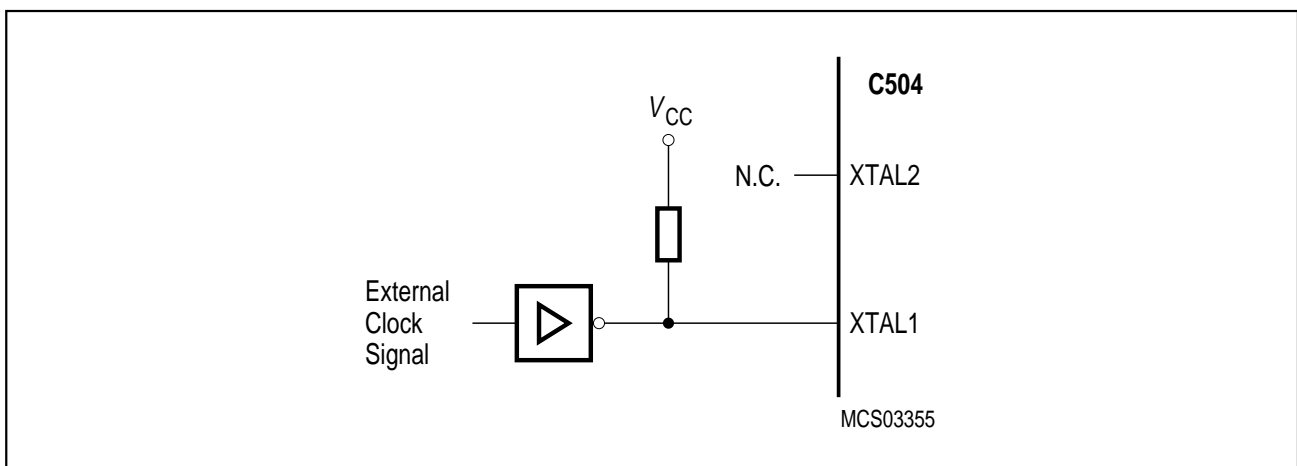 C504
VCC
N.C.
XTAL2
External
Clock
Signal
XTAL1
MCS03355